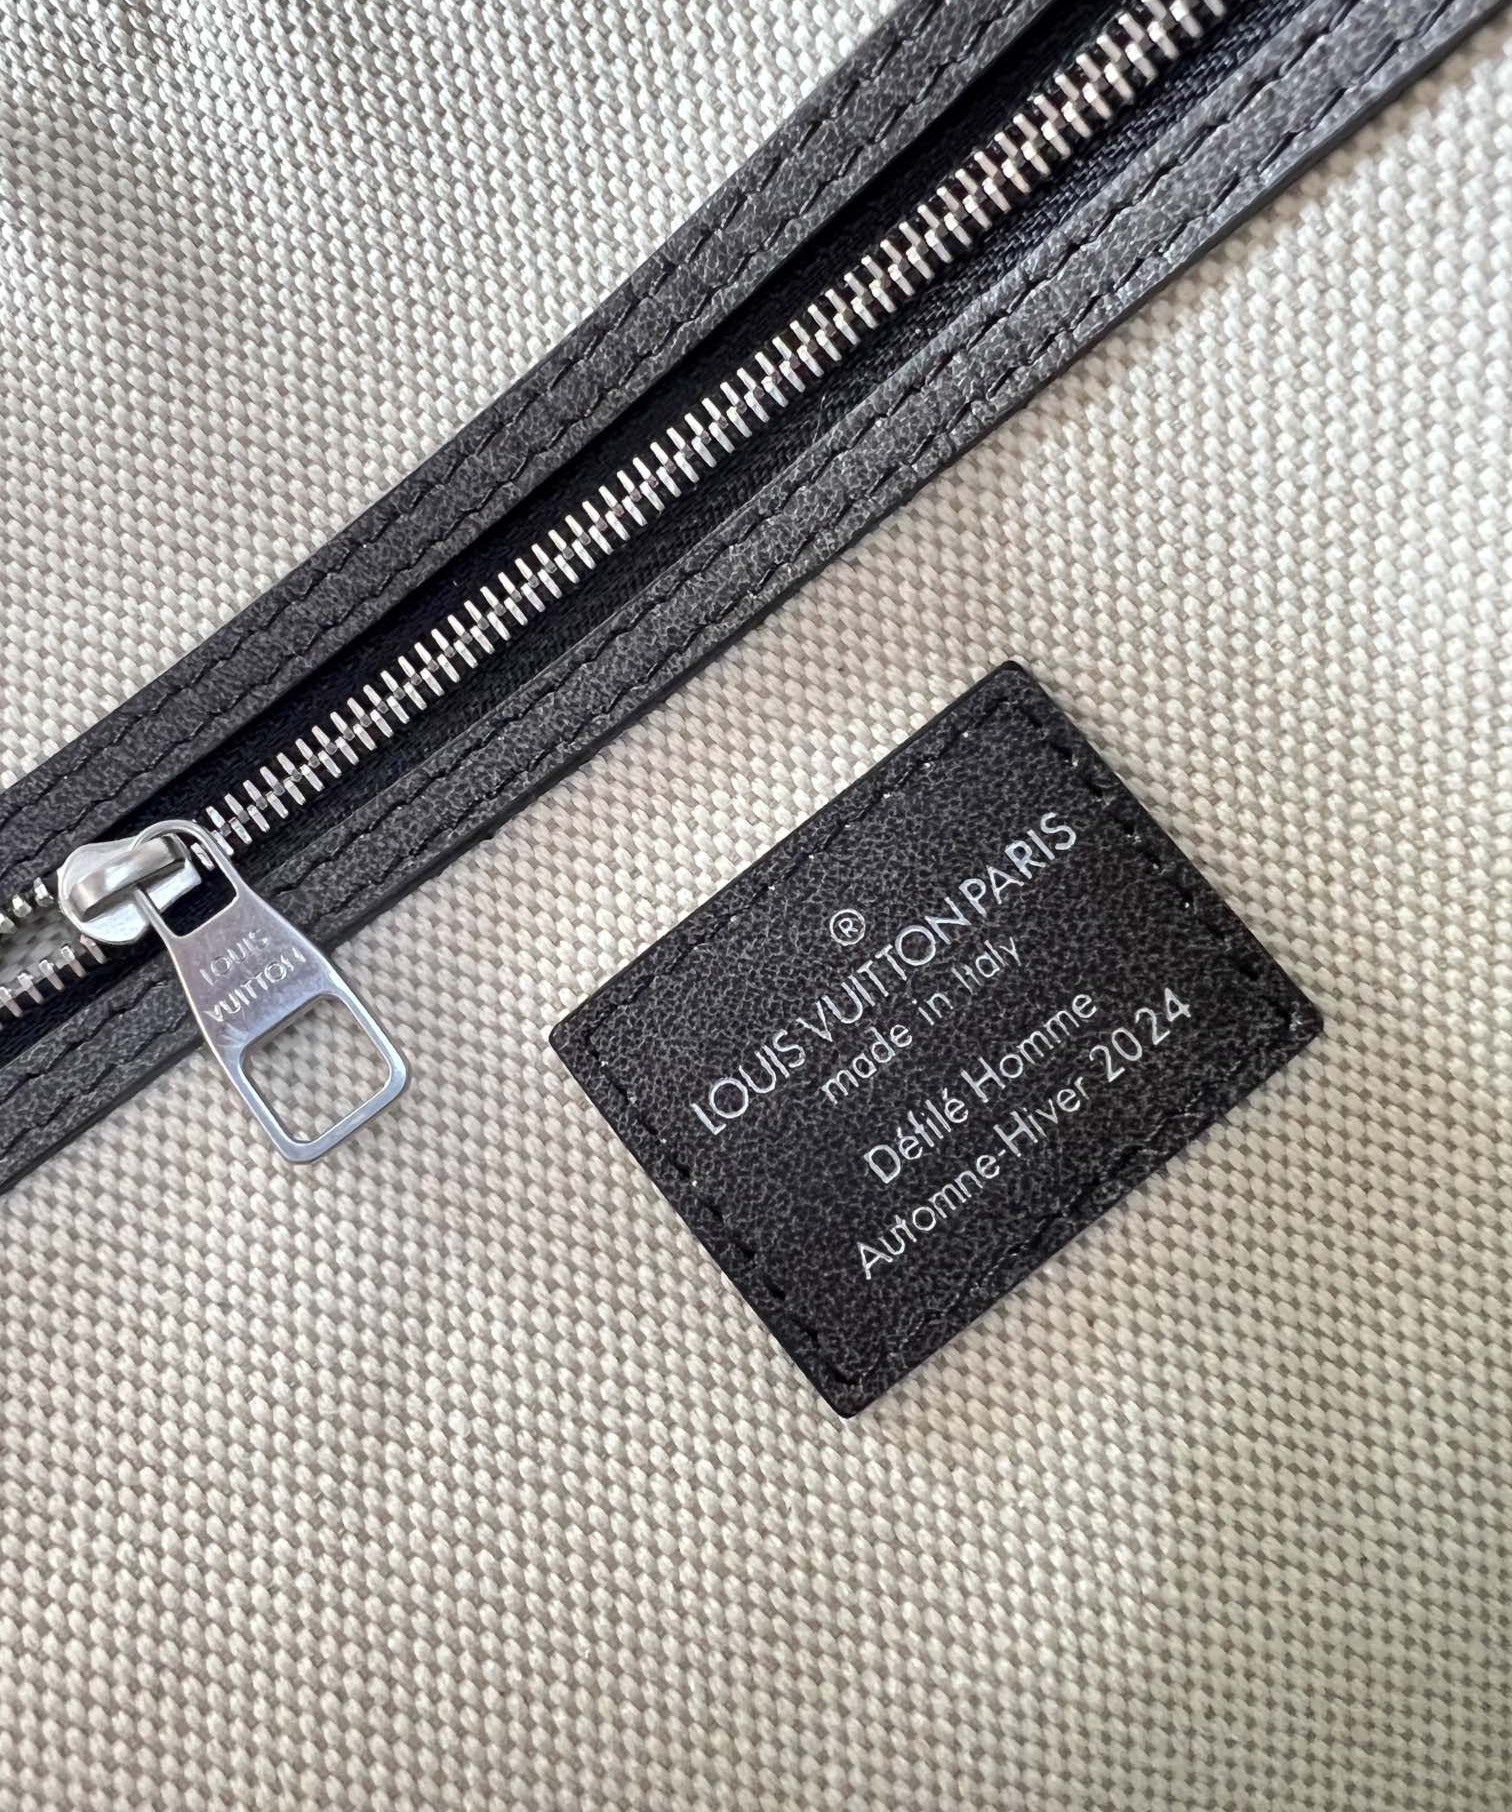 LOUIS
VUITTON
®
LOUIS VUITTON PARIS
made in Italy
Défilé Homme
Automne-Hiver 2024